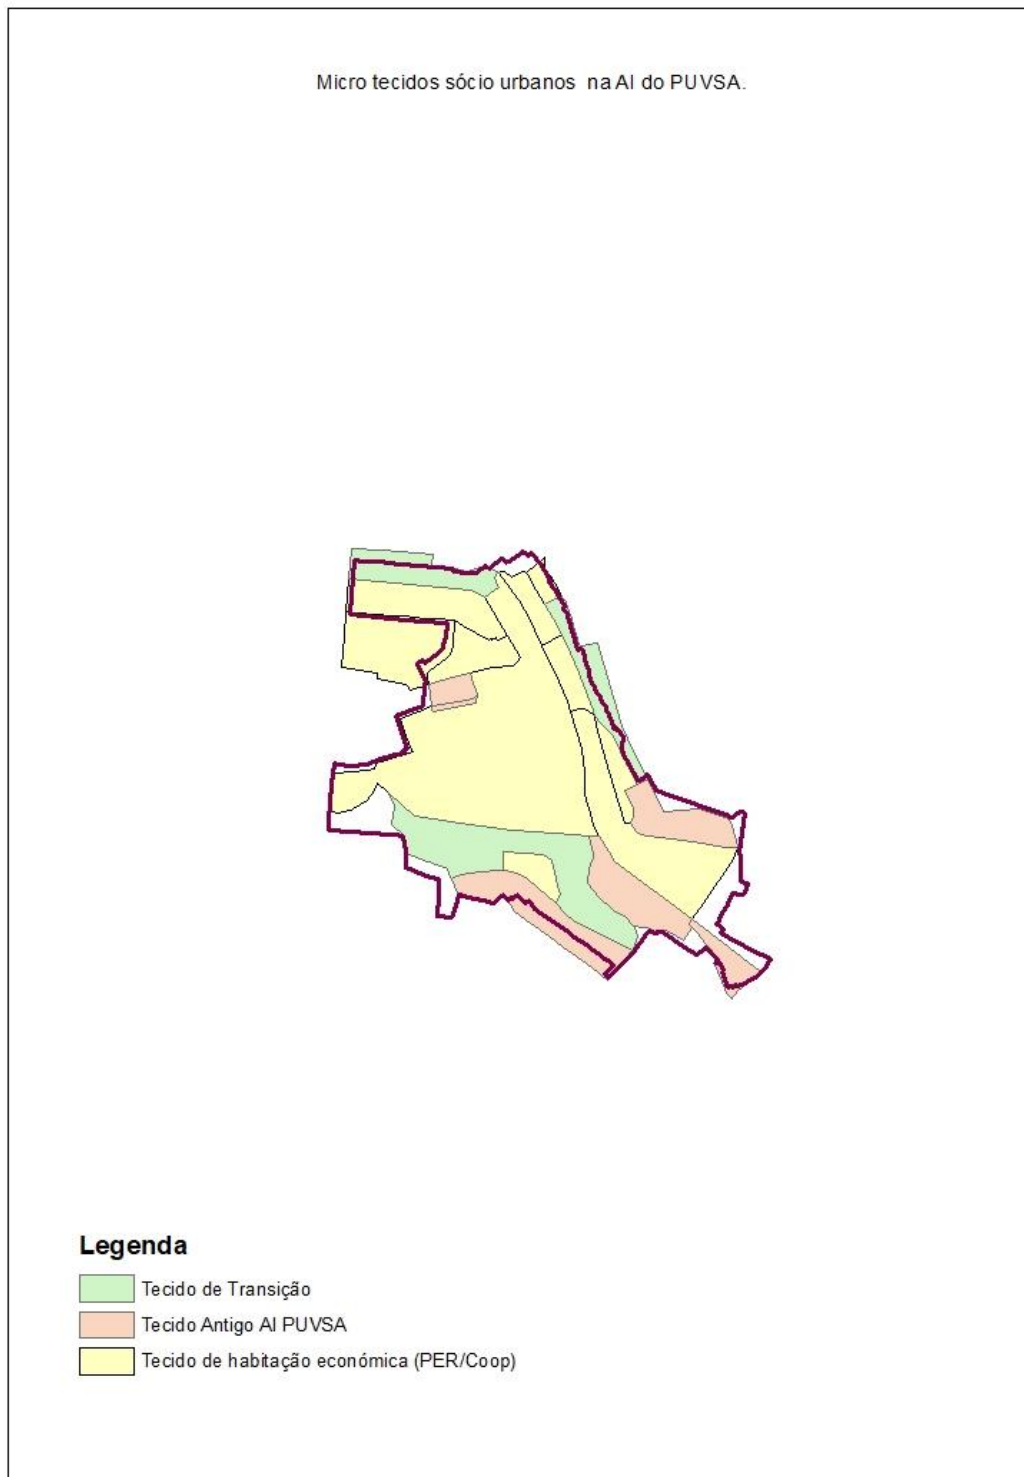 Micro tecidos sócio urbanos na AI do PUVSA.
Legenda
Tecido de Transição
Tecido Antigo AI PUVSA
Tecido de habitação económica (PER/Coop)